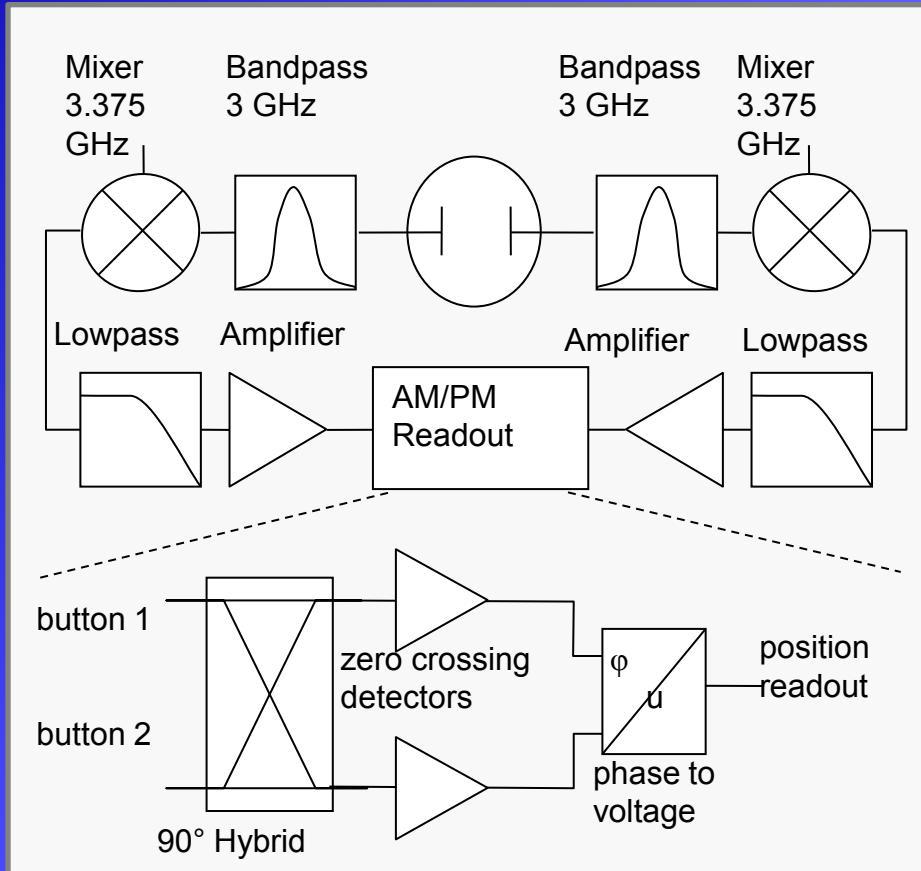 Mixer
3.375
GHz
Bandpass
3 GHz
Bandpass
3 GHz
Mixer
3.375
GHz
Lowpass
Amplifier
AM/PM
Readout
Amplifier
Lowpass
button 1
button 2
90° Hybrid
zero crossing
detectors
φ
u
phase to
voltage
position
readout